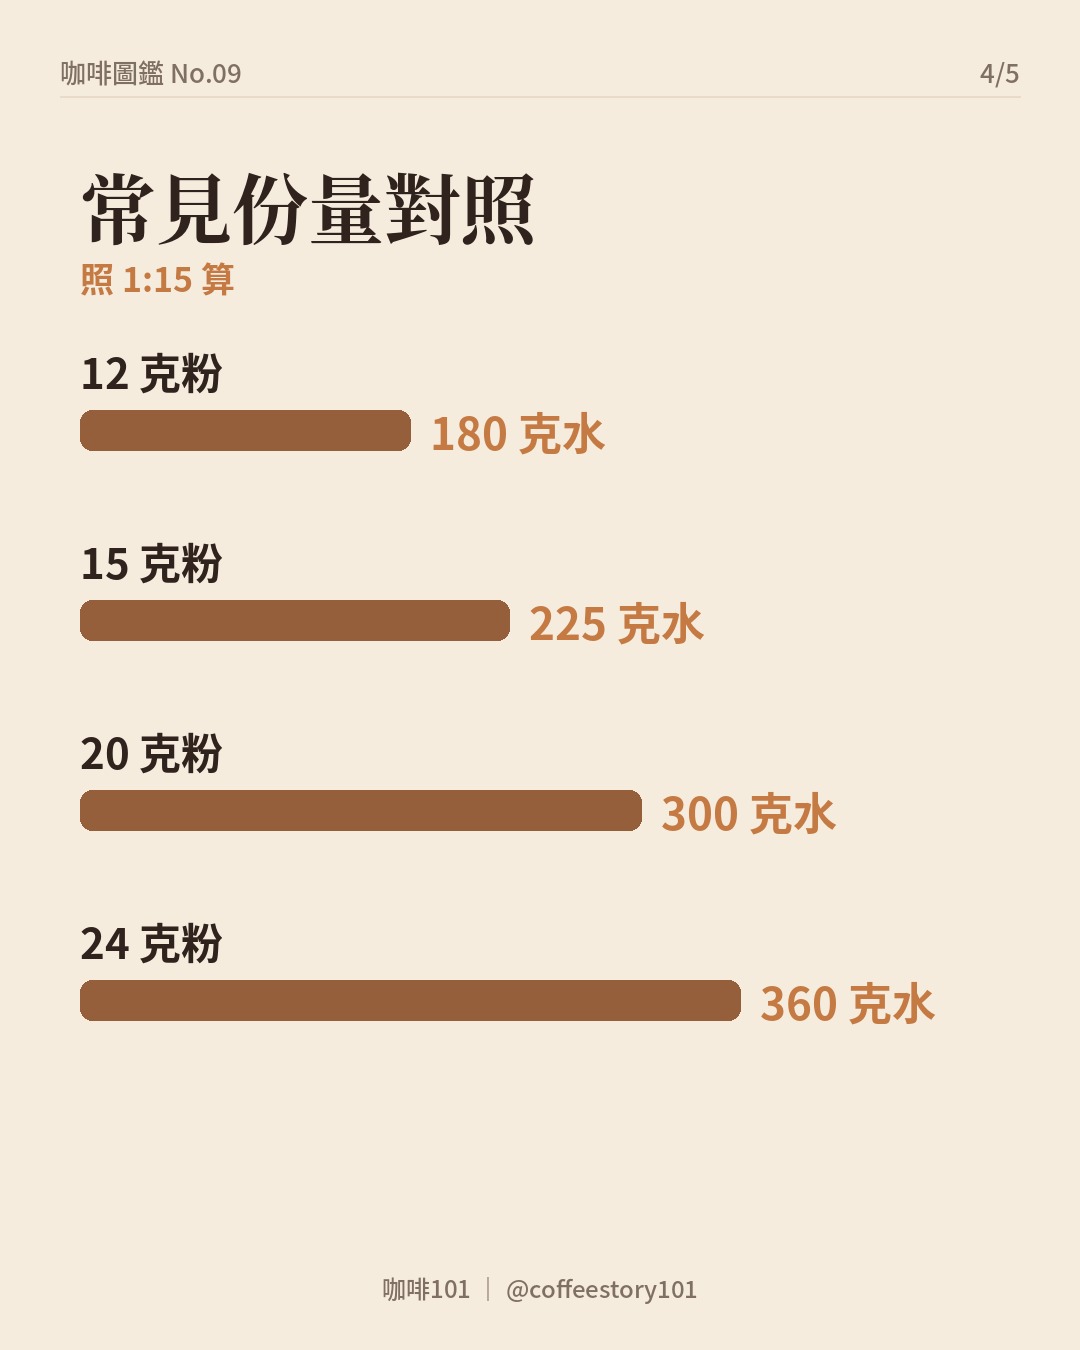 咖啡圖鑑 No.09
4/5
常見份量對照
照 1:15 算
12 克粉
180 克水
15 克粉
225 克水
20 克粉
300 克水
24 克粉
360 克水
咖啡101｜@coffeestory101